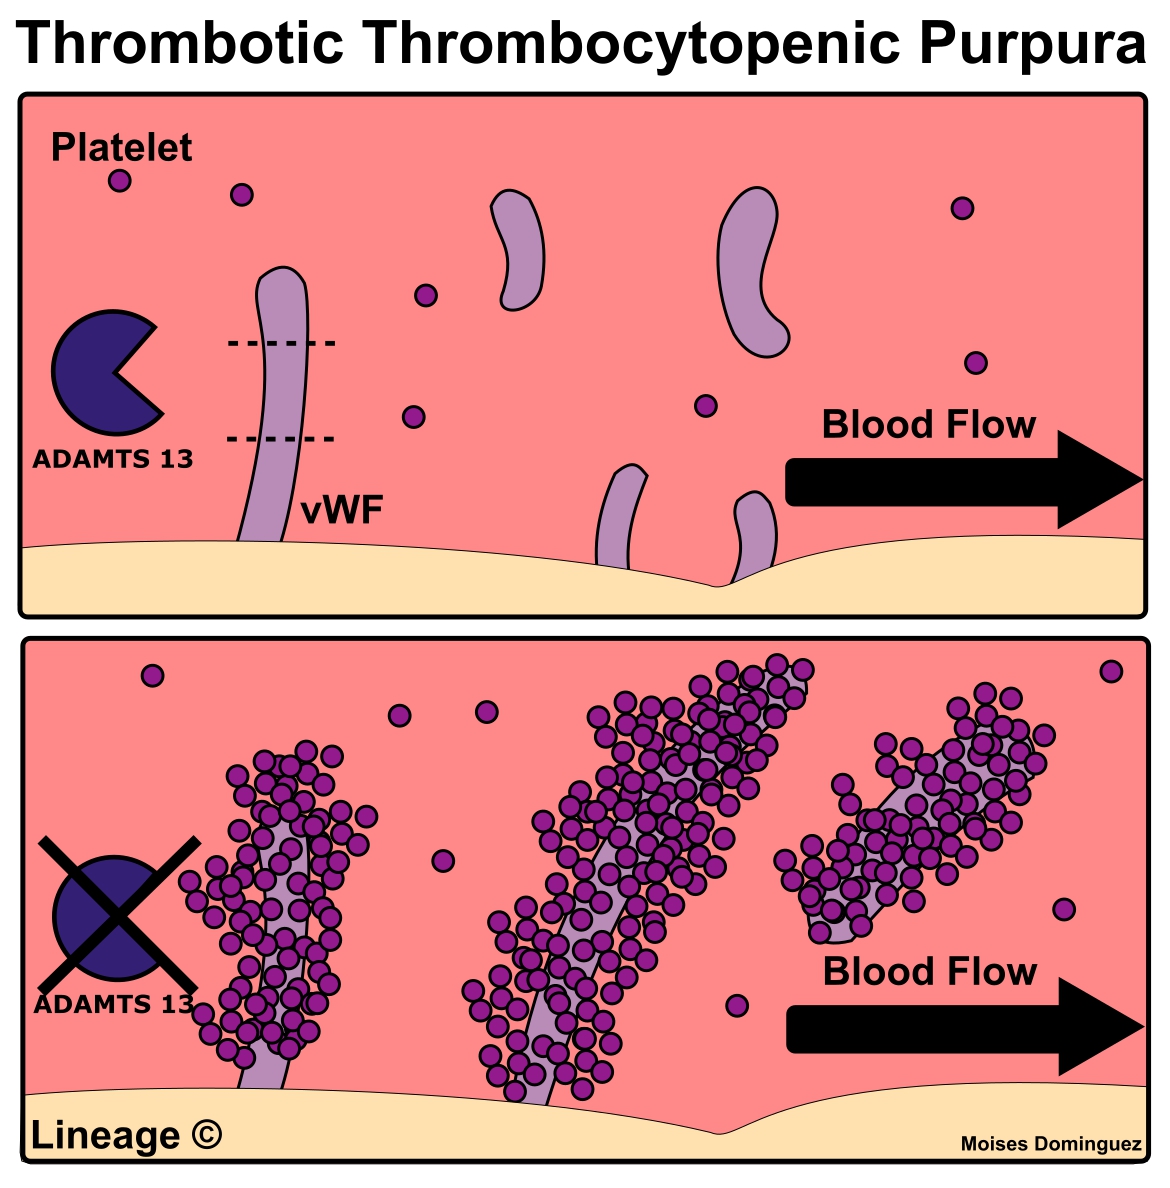 Thrombotic Thrombocytopenic Purpura
Platelet
ADAMTS 13
vWF
Blood Flow
ADAMTS 13
Blood Flow
Lineage ©
Moises Dominguez